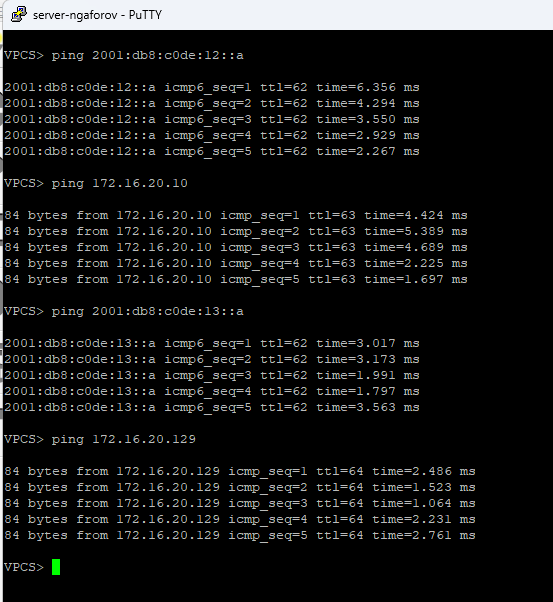 server-ngaforov - PuTTY
VPCS> ping 2001:db8:c0de:12::a
2001:db8:c0de:12::a icmp6_seq=1 ttl=62 time=6.356 ms
2001:db8:c0de:12::a icmp6_seq=2 ttl=62 time=4.294 ms
2001:db8:c0de:12::a icmp6_seq=3 ttl=62 time=3.550 ms
2001:db8:c0de:12::a icmp6_seq=4 ttl=62 time=2.929 ms
2001:db8:c0de:12::a icmp6_seq=5 ttl=62 time=2.267 ms
VPCS> ping 172.16.20.10
84 bytes from 172.16.20.10 icmp_seq=1 ttl=63 time=4.424 ms
84 bytes from 172.16.20.10 icmp_seq=2 ttl=63 time=5.389 ms
84 bytes from 172.16.20.10 icmp_seq=3 ttl=63 time=4.689 ms
84 bytes from 172.16.20.10 icmp_seq=4 ttl=63 time=2.225 ms
84 bytes from 172.16.20.10 icmp_seq=5 ttl=63 time=1.697 ms
VPCS> ping 2001:db8:c0de:13::a
2001:db8:c0de:13::a icmp6_seq=1 ttl=62 time=3.017 ms
2001:db8:c0de:13::a icmp6_seq=2 ttl=62 time=3.173 ms
2001:db8:c0de:13::a icmp6_seq=3 ttl=62 time=1.991 ms
2001:db8:c0de:13::a icmp6_seq=4 ttl=62 time=1.797 ms
2001:db8:c0de:13::a icmp6_seq=5 ttl=62 time=3.563 ms
VPCS> ping 172.16.20.129
84 bytes from 172.16.20.129 icmp_seq=1 ttl=64 time=2.486 ms
84 bytes from 172.16.20.129 icmp_seq=2 ttl=64 time=1.523 ms
84 bytes from 172.16.20.129 icmp_seq=3 ttl=64 time=1.064 ms
84 bytes from 172.16.20.129 icmp_seq=4 ttl=64 time=2.231 ms
84 bytes from 172.16.20.129 icmp_seq=5 ttl=64 time=2.761 ms
VPCS>